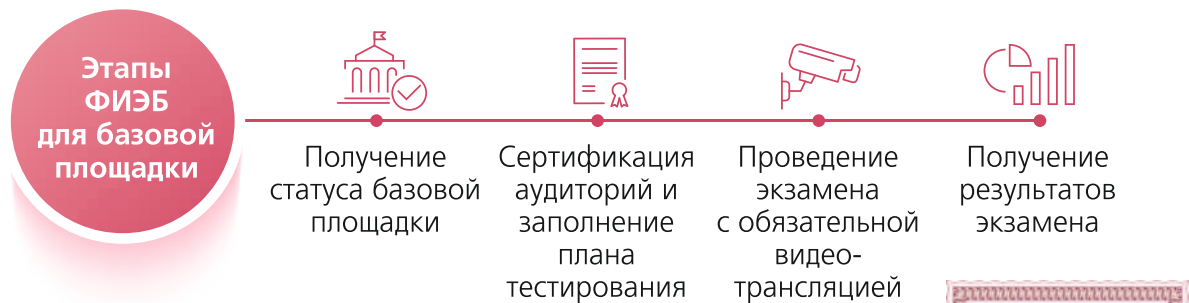 Этапы
ФИЭБ
для базовой
площадки
Получение
статуса базовой
площадки
Сертификация
аудиторий и
заполнение
плана
тестирования
Проведение
экзамена
с обязательной
видео-
трансляцией
Получение
результатов
экзамена